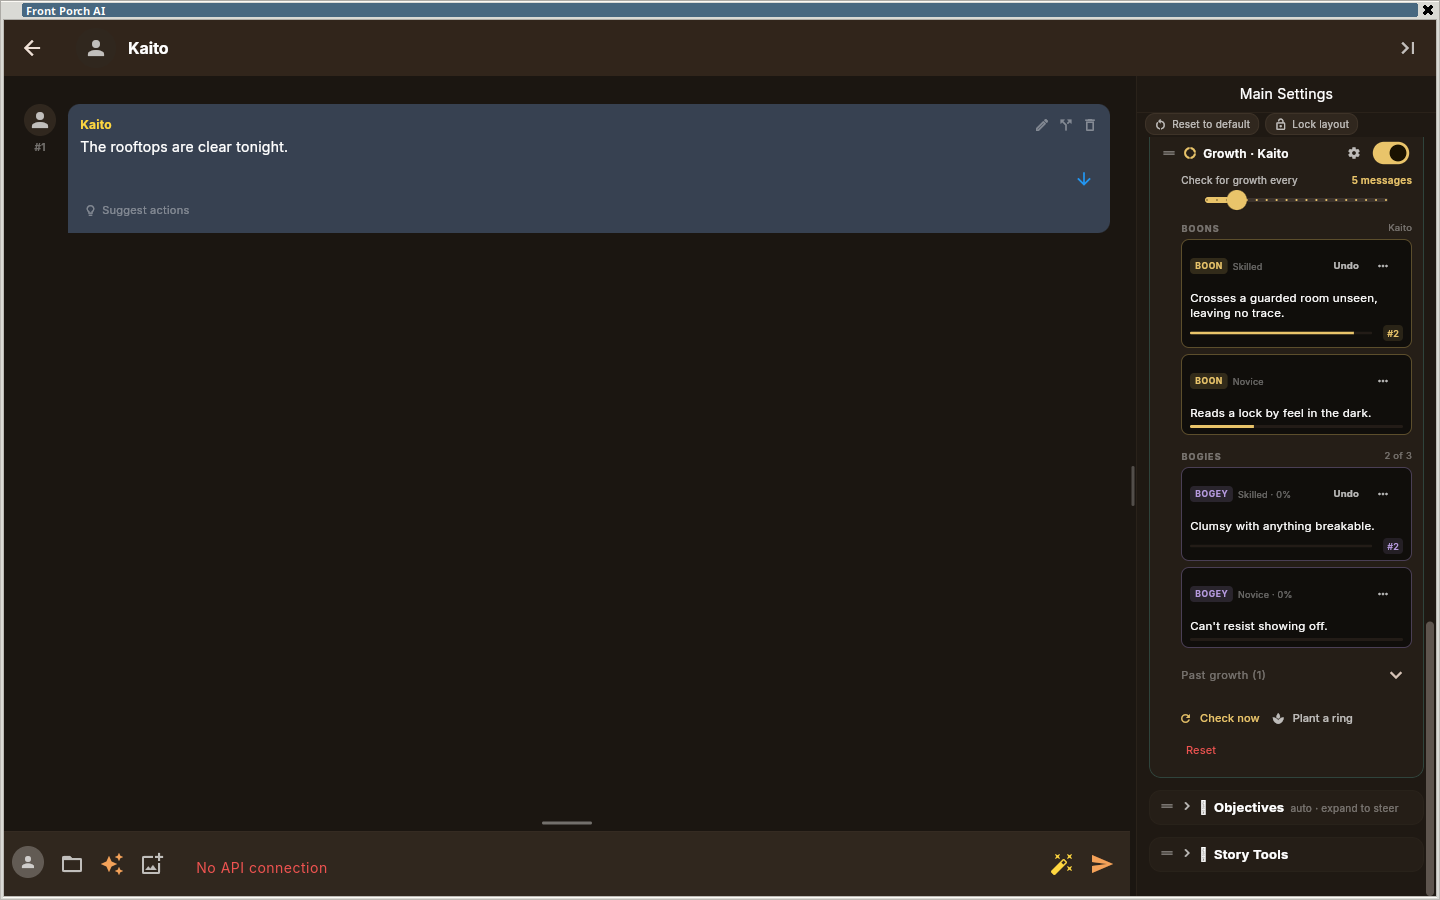 Front Porch AI
Kaito
Kaito
The rooftops are clear tonight.
#1
Suggest actions
No API connection
Main Settings
Reset to default
Lock layout
Growth · Kaito
Check for growth every
5 messages
BOONS
Kaito
BOON
Skilled
Undo
Crosses a guarded room unseen,
leaving no trace.
#2
BOON
Novice
Reads a lock by feel in the dark.
BOGIES
2 of 3
BOGEY
Skilled · 0%
Undo
Clumsy with anything breakable.
#2
BOGEY
Novice · 0%
Can't resist showing off.
Past growth (1)
Check now
Plant a ring
Reset
Objectives
auto · expand to steer
Story Tools